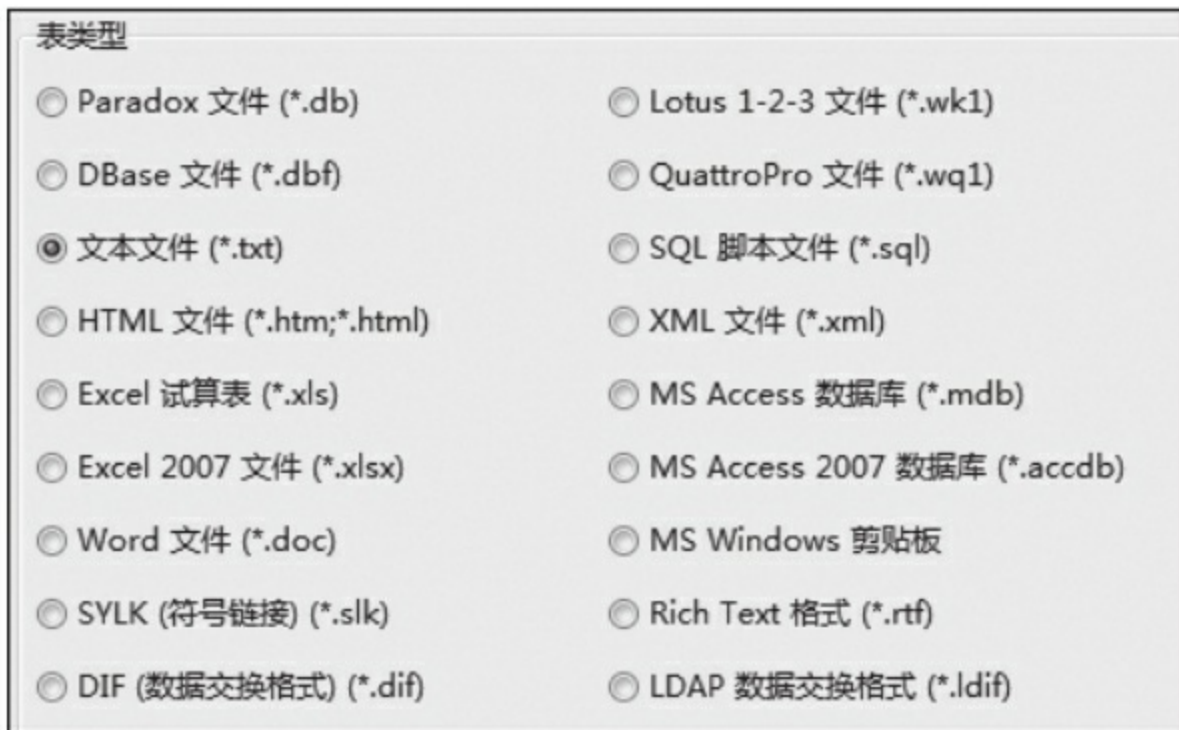 表类型
Paradox 文件 (*.db)
Lotus 1-2-3 文件 (*.wk1)
DBase 文件 (*.dbf)
QuattroPro 文件 (*.wq1)
文本文件 (*.txt)
SQL 脚本文件 (*.sql)
HTML 文件 (*.htm;*.html)
XML 文件 (*.xml)
Excel 试算表 (*.xls)
MS Access 数据库 (*.mdb)
Excel 2007 文件 (*.xlsx)
MS Access 2007 数据库 (*.accdb)
Word 文件 (*.doc)
MS Windows 剪贴板
SYLK (符号链接) (*.slk)
Rich Text 格式 (*.rtf)
DIF (数据交换格式) (*.dif)
LDAP 数据交换格式 (*.ldif)